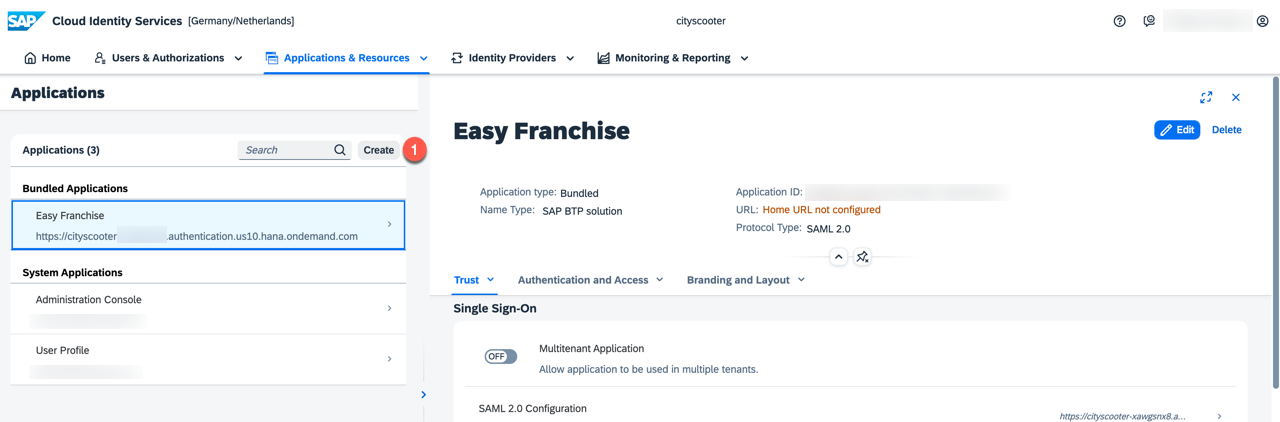 SAP Cloud Identity Services [Germany/Netherlands] cityscooter
Home Users & Authorizations Applications & Resources Identity Providers Monitoring & Reporting
Applications
Applications (3) Search Create 1
Bundled Applications
Easy Franchise
https://cityscooter .authentication.us10.hana.ondemand.com
System Applications
Administration Console
User Profile
Easy Franchise
Edit Delete
Application type: Bundled
Name Type: SAP BTP solution
Application ID:
URL: Home URL not configured
Protocol Type: SAML 2.0
Trust Authentication and Access Branding and Layout
Single Sign-On
OFF Multitenant Application
Allow application to be used in multiple tenants.
SAML 2.0 Configuration https://cityscooter-xawgsnx8.a...